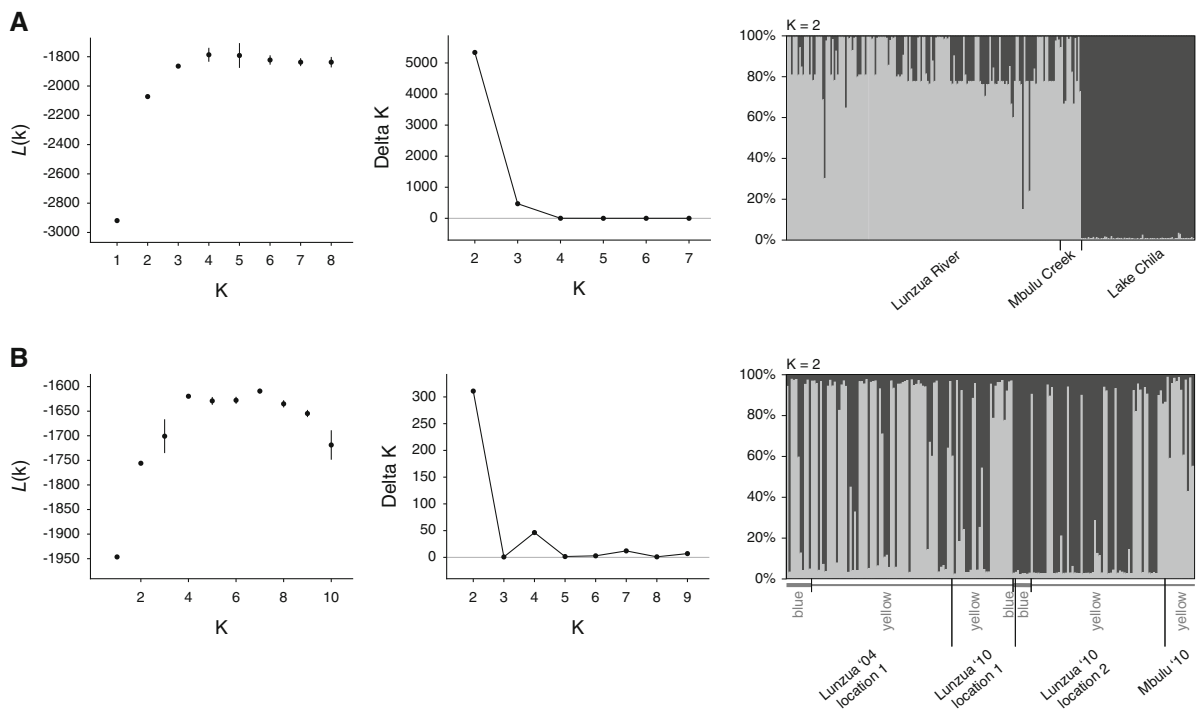 A
L(k)
-1800
-2000
-2200
-2400
-2600
-2800
-3000
1 2 3 4 5 6 7 8
K
Delta K
5000
4000
3000
2000
1000
0
2 3 4 5 6 7
K
K = 2
100%
80%
60%
40%
20%
0%
Lunzua River
Mbulu Creek
Lake Chila
B
L(k)
-1600
-1650
-1700
-1750
-1800
-1850
-1900
-1950
2 4 6 8 10
K
Delta K
300
250
200
150
100
50
0
2 3 4 5 6 7 8 9
K
K = 2
100%
80%
60%
40%
20%
0%
blue
yellow
yellow
blue
blue
yellow
yellow
Lunzua ‘04
location 1
Lunzua ‘10
location 1
Lunzua ‘10
location 2
Mbulu ‘10